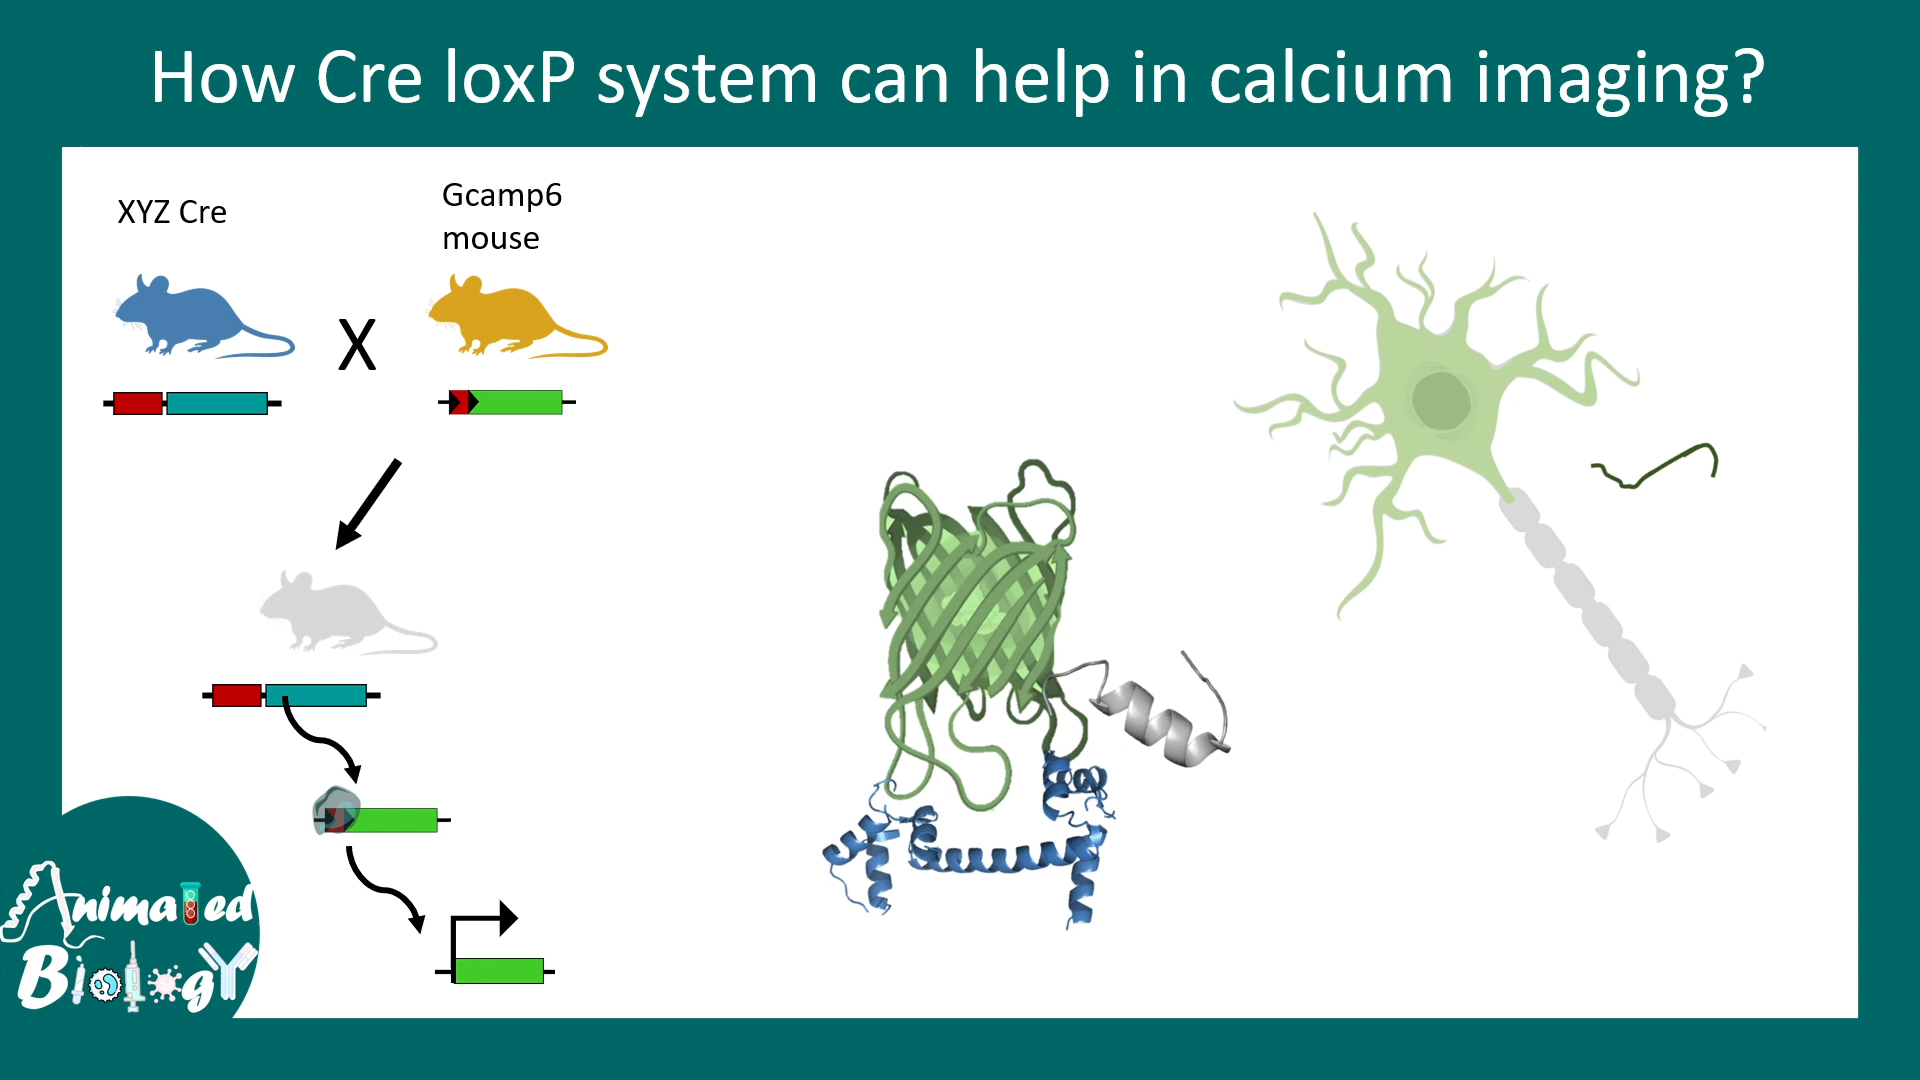 How Cre loxP system can help in calcium imaging?
XYZ Cre
Gcamp6
mouse
X
Animated
Biology